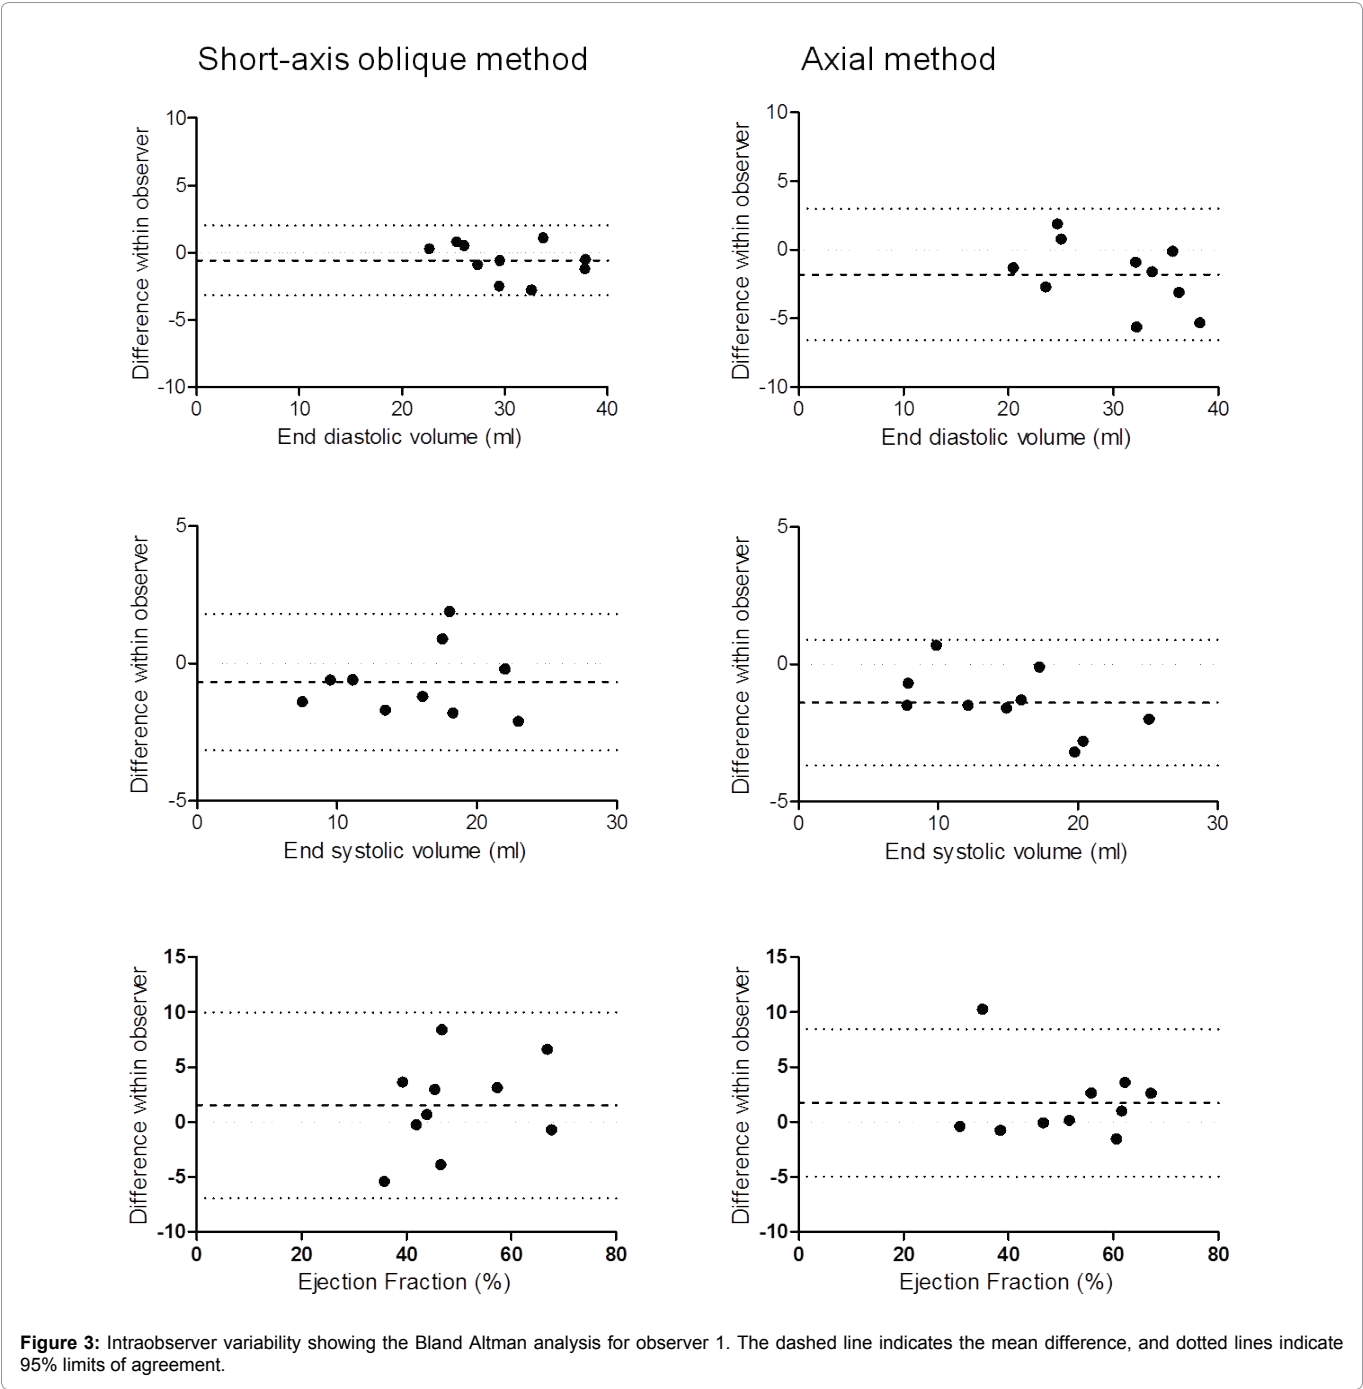 Short-axis oblique method
Axial method
10
5
0
-5
-10
Difference within observer
0 10 20 30 40
End diastolic volume (ml)
10
5
0
-5
-10
Difference within observer
0 10 20 30 40
End diastolic volume (ml)
5
0
-5
Difference within observer
0 10 20 30
End systolic volume (ml)
5
0
-5
Difference within observer
0 10 20 30
End systolic volume (ml)
15
10
5
0
-5
-10
Difference within observer
0 20 40 60 80
Ejection Fraction (%)
15
10
5
0
-5
-10
Difference within observer
0 20 40 60 80
Ejection Fraction (%)
Figure 3: Intraobserver variability showing the Bland Altman analysis for observer 1. The dashed line indicates the mean difference, and dotted lines indicate
95% limits of agreement.